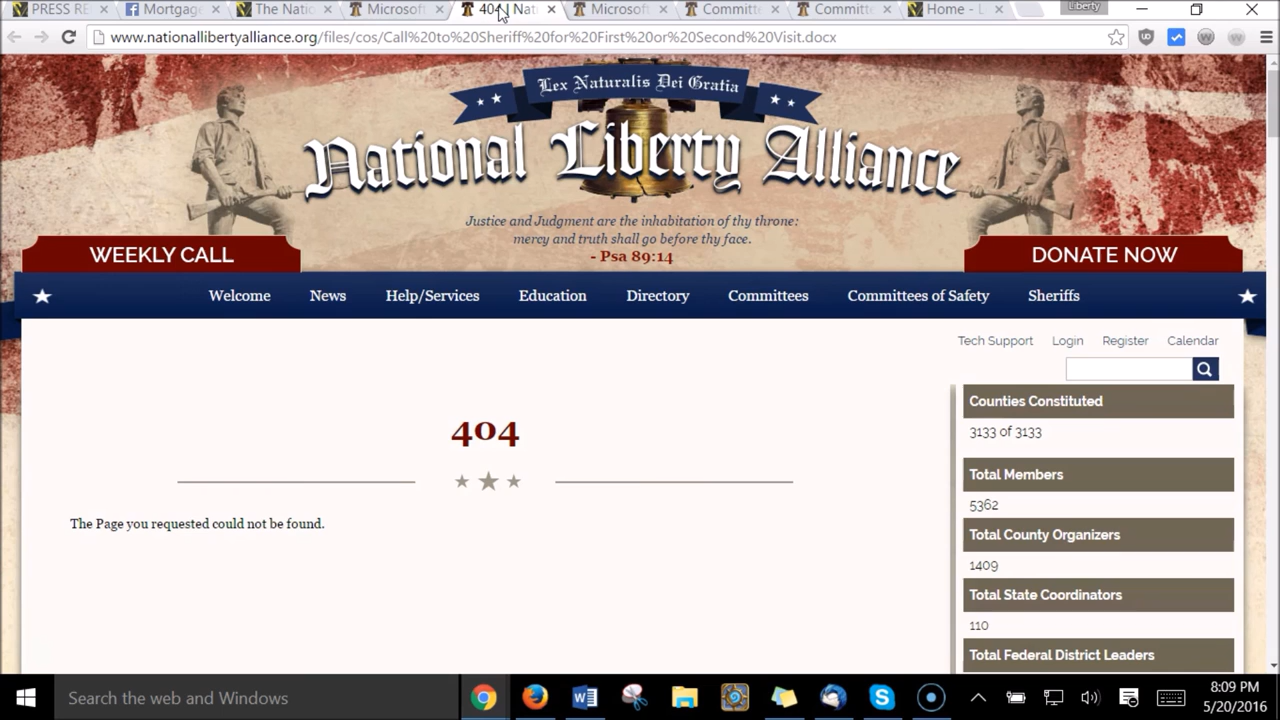 PRESS RE
Mortgag
The Natio
Microsof
404 | Nat
Microsoft
Committe
Committe
Home - L
Liberty
www.nationallibertyalliance.org/files/cos/Call%20to%20Sheriff%20for%20First%20or%20Second%20Visit.docx
Lex Naturalis Dei Gratia
National Liberty Alliance
Justice and Judgment are the inhabitation of thy throne:
mercy and truth shall go before thy face.
- Psa 89:14
WEEKLY CALL
DONATE NOW
Welcome
News
Help/Services
Education
Directory
Committees
Committees of Safety
Sheriffs
Tech Support
Login
Register
Calendar
404
The Page you requested could not be found.
Counties Constituted
3133 of 3133
Total Members
5362
Total County Organizers
1409
Total State Coordinators
110
Total Federal District Leaders
Search the web and Windows
8:09 PM
5/20/2016